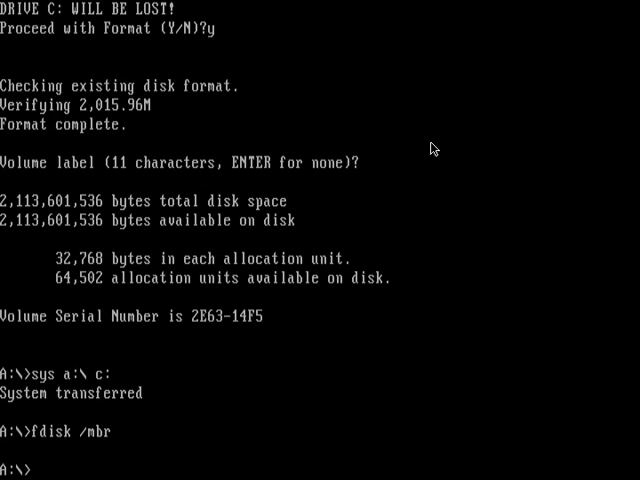 DRIVE C: WILL BE LOST!
Proceed with Format (Y/N)?y
Checking existing disk format.
Verifying 2,015.96M
Format complete.
Volume label (11 characters, ENTER for none)?
2,113,601,536 bytes total disk space
2,113,601,536 bytes available on disk
32,768 bytes in each allocation unit.
64,502 allocation units available on disk.
Volume Serial Number is 2E63-14F5
A:\>sys a:\ c:
System transferred
A:\>fdisk /mbr
A:\>